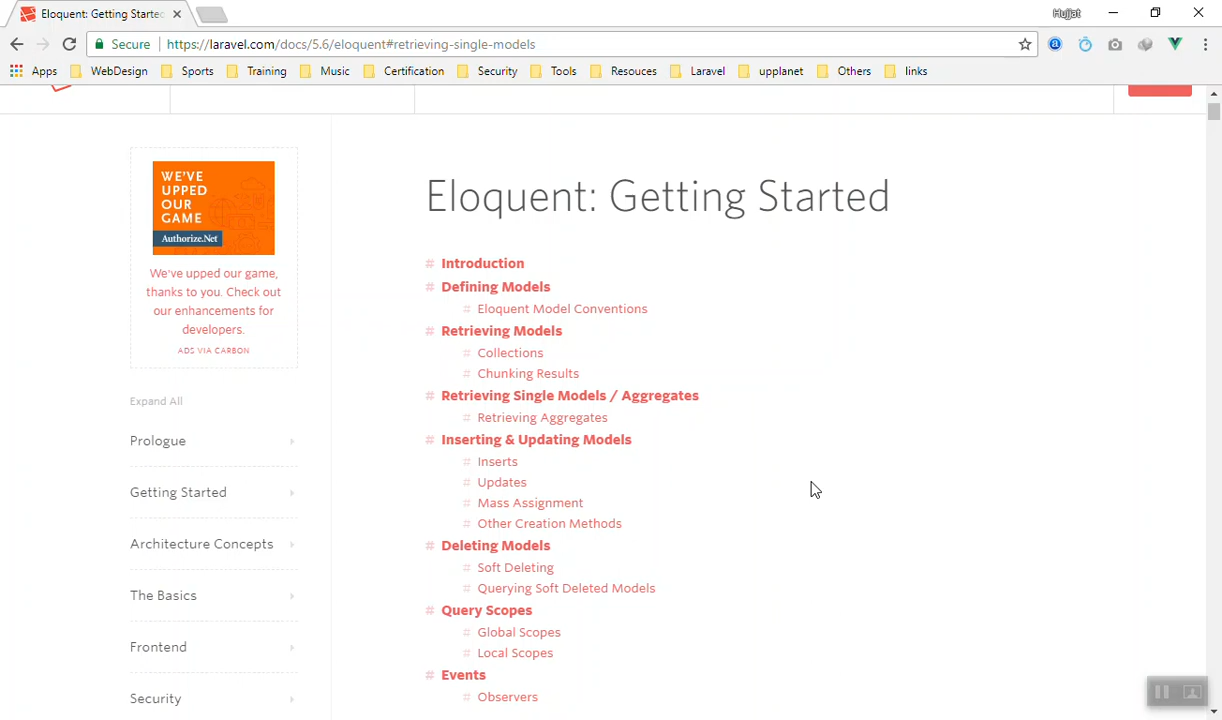 Eloquent: Getting Started
Hujjat
Secure
https://laravel.com/docs/5.6/eloquent#retrieving-single-models
Apps WebDesign Sports Training Music Certification Security Tools Resouces Laravel upplanet Others links
WE'VE
UPPED
OUR
GAME
Authorize.Net
We've upped our game,
thanks to you. Check out
our enhancements for
developers.
ADS VIA CARBON
Expand All
Prologue
Getting Started
Architecture Concepts
The Basics
Frontend
Security
Eloquent: Getting Started
# Introduction
# Defining Models
# Eloquent Model Conventions
# Retrieving Models
# Collections
# Chunking Results
# Retrieving Single Models / Aggregates
# Retrieving Aggregates
# Inserting & Updating Models
# Inserts
# Updates
# Mass Assignment
# Other Creation Methods
# Deleting Models
# Soft Deleting
# Querying Soft Deleted Models
# Query Scopes
# Global Scopes
# Local Scopes
# Events
# Observers